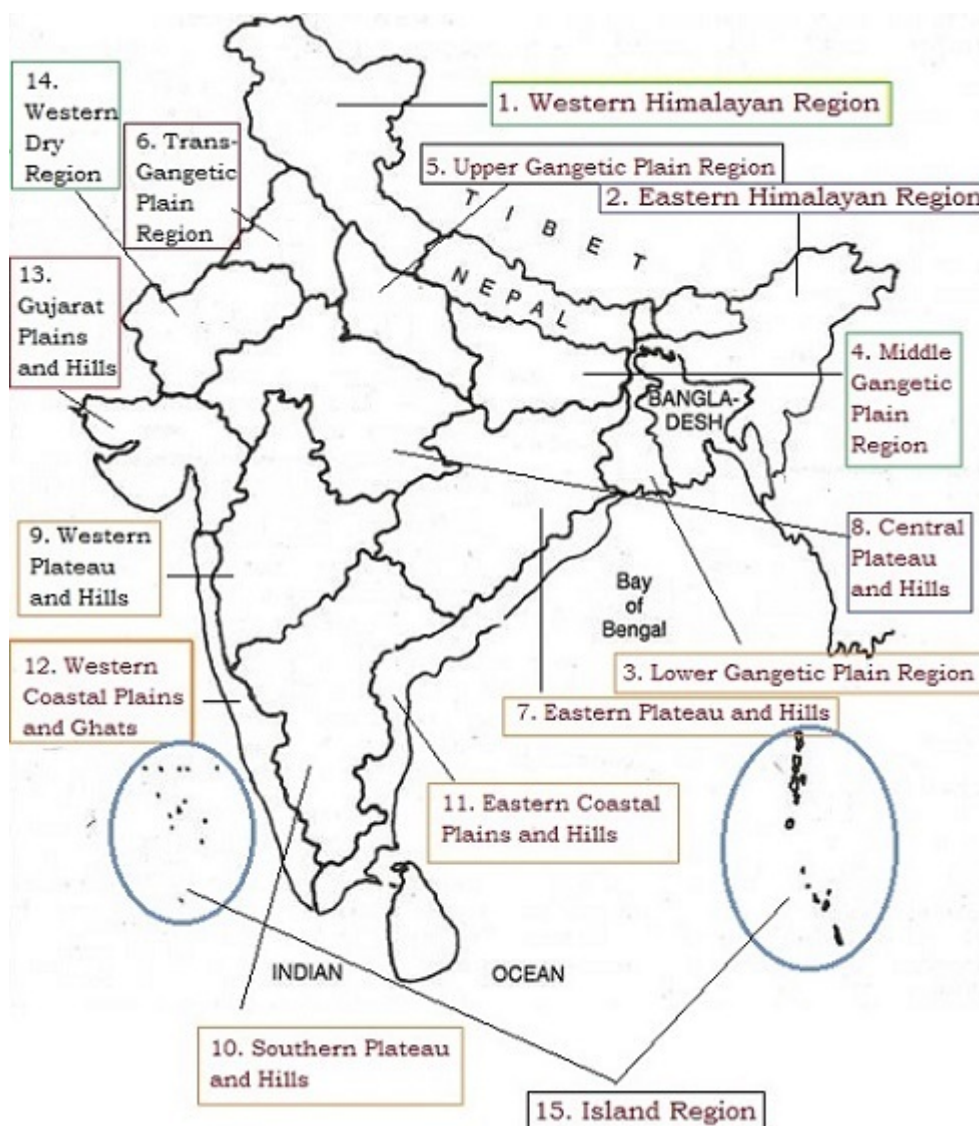 14.
Western
Dry
Region
6. Trans-
Gangetic
Plain
Region
1. Western Himalayan Region
5. Upper Gangetic Plain Region
2. Eastern Himalayan Region
TIBET
NEPAL
13.
Gujarat
Plains
and Hills
4. Middle
Gangetic
Plain
Region
BANGLA-
DESH
9. Western
Plateau
and Hills
8. Central
Plateau
and Hills
Bay
of
Bengal
12. Western
Coastal Plains
and Ghats
3. Lower Gangetic Plain Region
7. Eastern Plateau and Hills
11. Eastern Coastal
Plains and Hills
INDIAN OCEAN
10. Southern Plateau
and Hills
15. Island Region